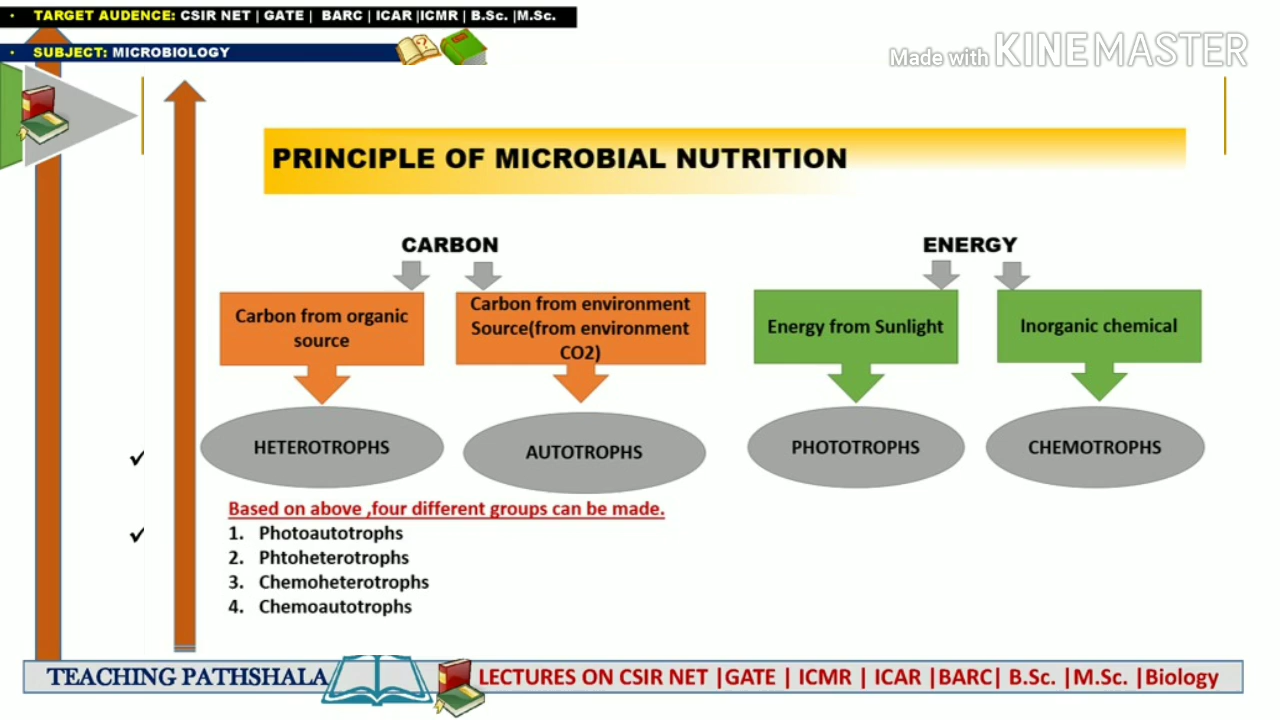 • TARGET AUDENCE: CSIR NET | GATE | BARC | ICAR |ICMR | B.Sc. |M.Sc.
• SUBJECT: MICROBIOLOGY
Made with KINEMASTER
PRINCIPLE OF MICROBIAL NUTRITION
CARBON
ENERGY
Carbon from organic
source
Carbon from environment
Source(from environment
CO2)
Energy from Sunlight
Inorganic chemical
HETEROTROPHS
AUTOTROPHS
PHOTOTROPHS
CHEMOTROPHS
Based on above ,four different groups can be made.
1. Photoautotrophs
2. Phtoheterotrophs
3. Chemoheterotrophs
4. Chemoautotrophs
TEACHING PATHSHALA
LECTURES ON CSIR NET |GATE | ICMR | ICAR |BARC| B.Sc. |M.Sc. |Biology